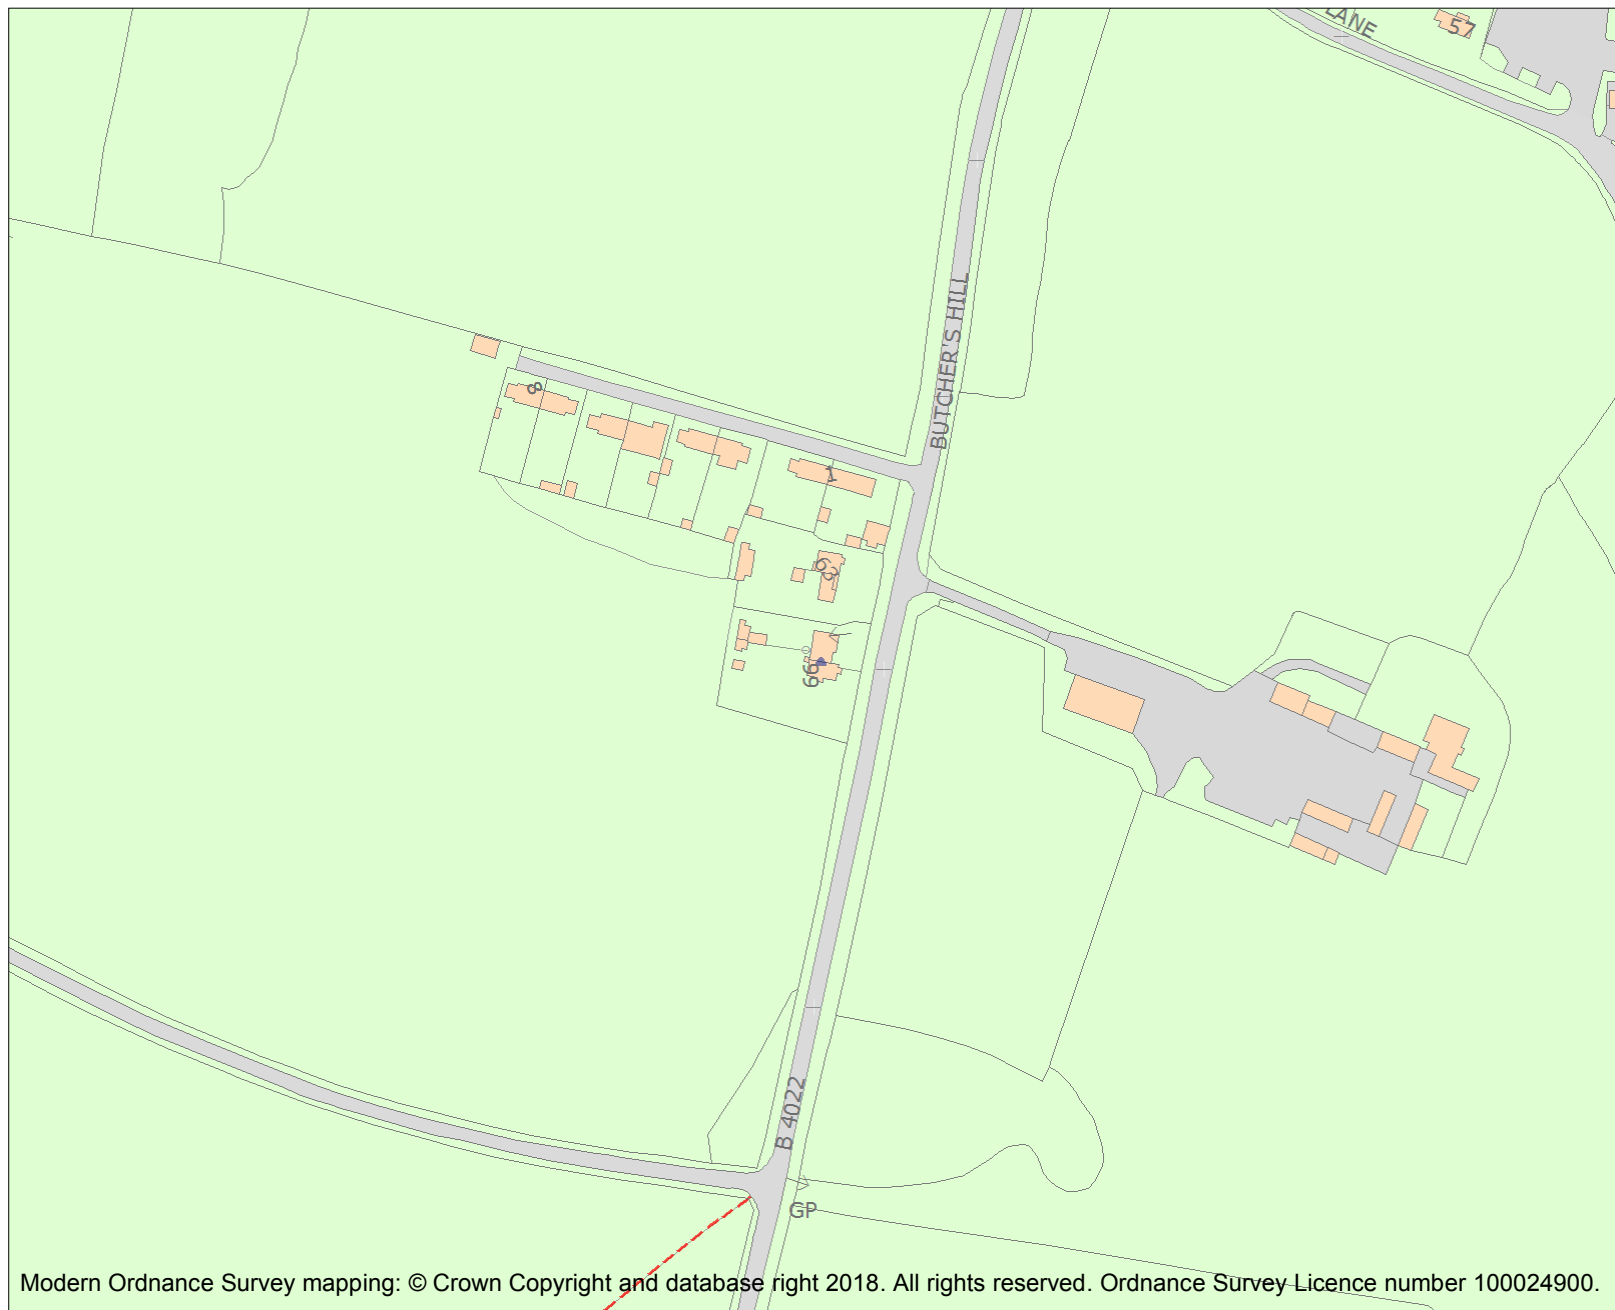 LANE
57
BUTCHER'S HILL
8
1
63
66
B 4022
GP
Modern Ordnance Survey mapping: © Crown Copyright and database right 2018. All rights reserved. Ordnance Survey Licence number 100024900.